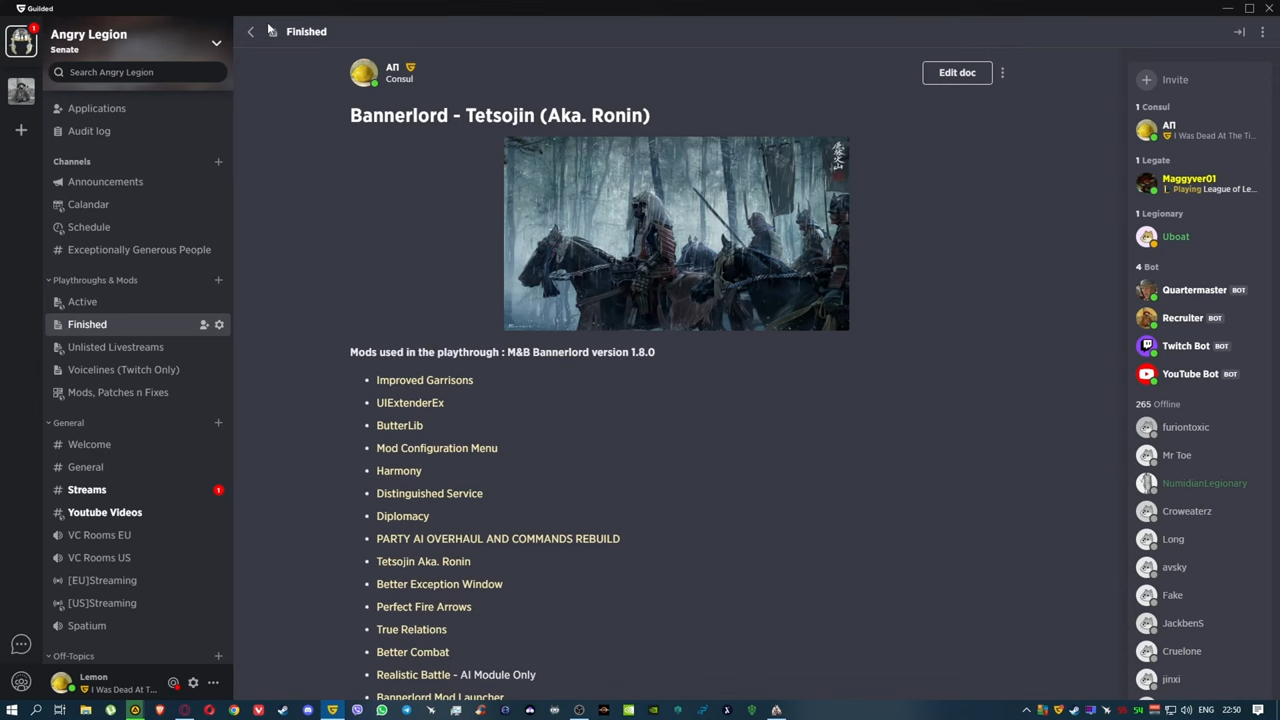 Guilded
1
Angry Legion
Senate
Search Angry Legion
Applications
Audit log
Channels
Announcements
Calandar
Schedule
Exceptionally Generous People
Playthroughs & Mods
Active
Finished
Unlisted Livestreams
Voicelines (Twitch Only)
Mods, Patches n Fixes
General
Welcome
General
Streams
1
Youtube Videos
VC Rooms EU
VC Rooms US
[EU]Streaming
[US]Streaming
Spatium
Off-Topics
Lemon
I Was Dead At T...
Finished
АП
Consul
Edit doc
Bannerlord - Tetsojin (Aka. Ronin)
Mods used in the playthrough : M&B Bannerlord version 1.8.0
Improved Garrisons
UIExtenderEx
ButterLib
Mod Configuration Menu
Harmony
Distinguished Service
Diplomacy
PARTY AI OVERHAUL AND COMMANDS REBUILD
Tetsojin Aka. Ronin
Better Exception Window
Perfect Fire Arrows
True Relations
Better Combat
Realistic Battle - AI Module Only
Bannerlord Mod Launcher
Invite
1 Consul
АП
I Was Dead At The Ti...
1 Legate
Maggyver01
Playing League of Le...
1 Legionary
Uboat
4 Bot
Quartermaster BOT
Recruiter BOT
Twitch Bot BOT
YouTube Bot BOT
265 Offline
furiontoxic
Mr Toe
NumidianLegionary
Croweaterz
Long
avsky
Fake
JackbenS
Cruelone
jinxi
54
ENG
22:50